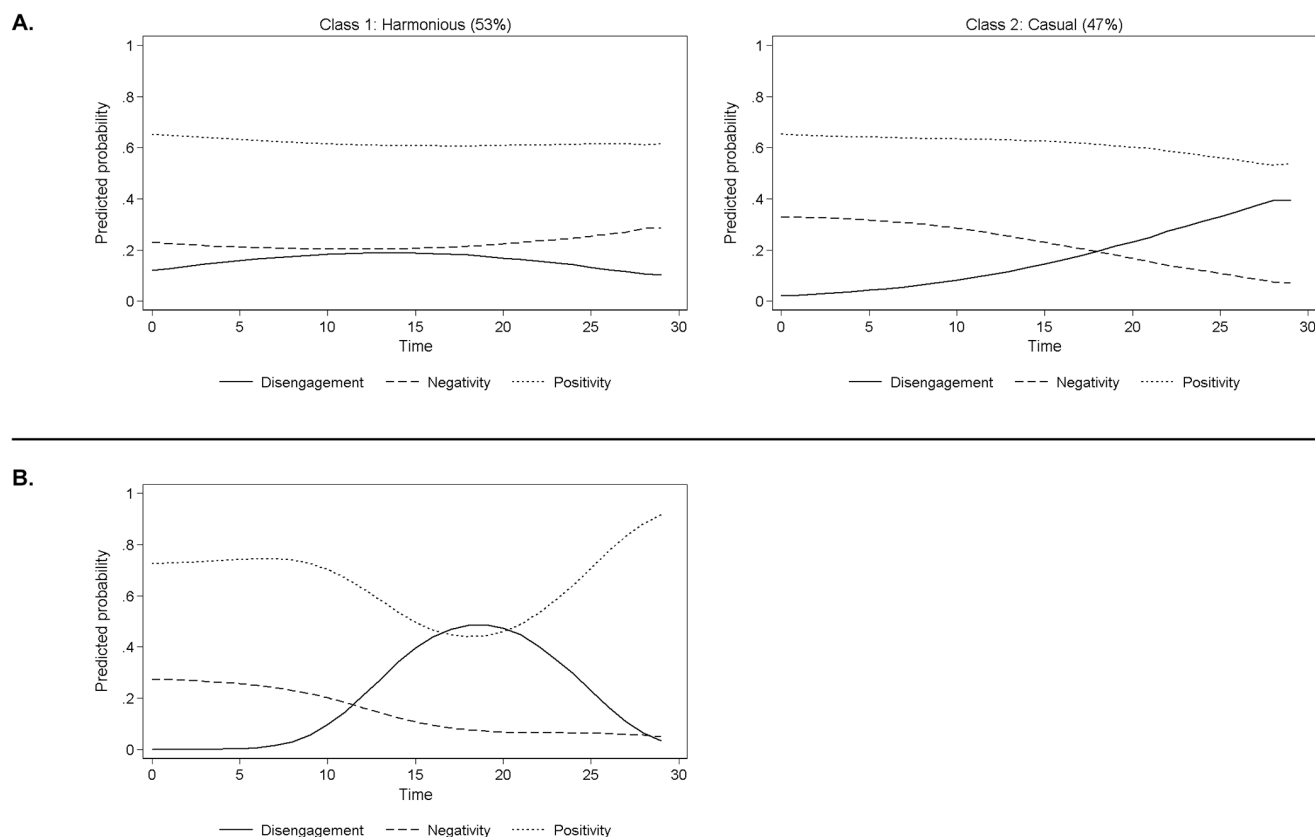 A.
Class 1: Harmonious (53%)
Predicted probability
1
.8
.6
.4
.2
0
0 5 10 15 20 25 30
Time
Disengagement Negativity Positivity
Class 2: Casual (47%)
Predicted probability
1
.8
.6
.4
.2
0
0 5 10 15 20 25 30
Time
Disengagement Negativity Positivity
B.
Predicted probability
1
.8
.6
.4
.2
0
0 5 10 15 20 25 30
Time
Disengagement Negativity Positivity